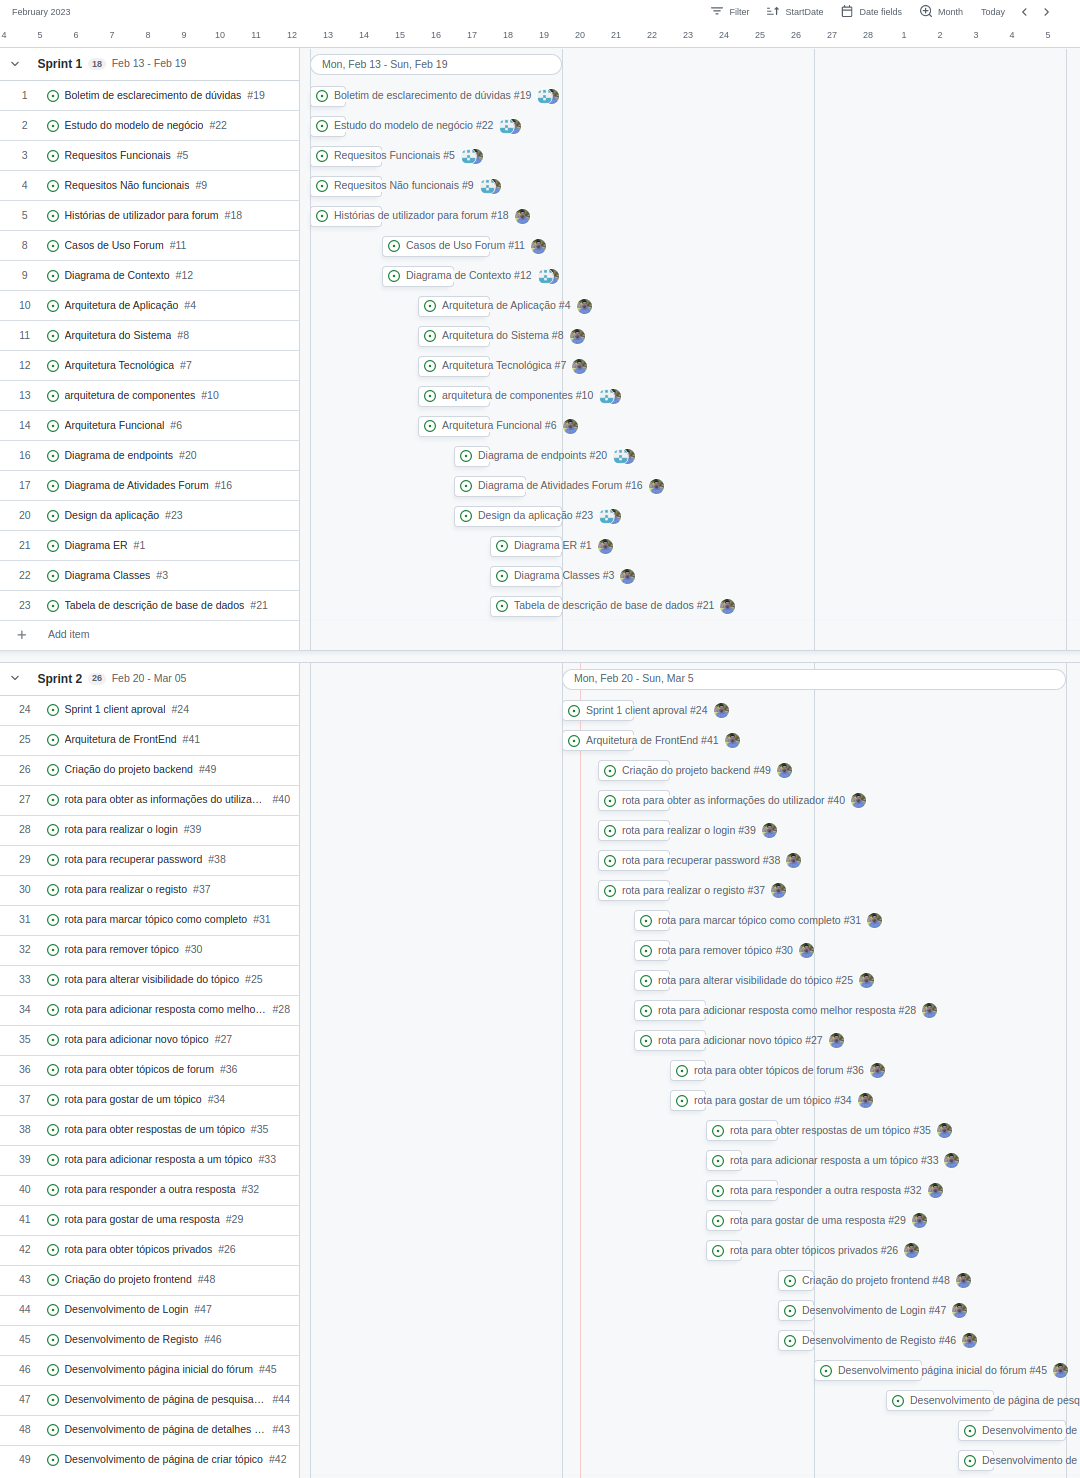 February 2023
Filter
StartDate
Date fields
Month
Today
4 5 6 7 8 9 10 11 12 13 14 15 16 17 18 19 20 21 22 23 24 25 26 27 28 1 2 3 4 5
Sprint 1 18 Feb 13 - Feb 19
Mon, Feb 13 - Sun, Feb 19
1 Boletim de esclarecimento de dúvidas #19 Boletim de esclarecimento de dúvidas #19
2 Estudo do modelo de negócio #22 Estudo do modelo de negócio #22
3 Requesitos Funcionais #5 Requesitos Funcionais #5
4 Requesitos Não funcionais #9 Requesitos Não funcionais #9
5 Histórias de utilizador para forum #18 Histórias de utilizador para forum #18
8 Casos de Uso Forum #11 Casos de Uso Forum #11
9 Diagrama de Contexto #12 Diagrama de Contexto #12
10 Arquitetura de Aplicação #4 Arquitetura de Aplicação #4
11 Arquitetura do Sistema #8 Arquitetura do Sistema #8
12 Arquitetura Tecnológica #7 Arquitetura Tecnológica #7
13 arquitetura de componentes #10 arquitetura de componentes #10
14 Arquitetura Funcional #6 Arquitetura Funcional #6
16 Diagrama de endpoints #20 Diagrama de endpoints #20
17 Diagrama de Atividades Forum #16 Diagrama de Atividades Forum #16
20 Design da aplicação #23 Design da aplicação #23
21 Diagrama ER #1 Diagrama ER #1
22 Diagrama Classes #3 Diagrama Classes #3
23 Tabela de descrição de base de dados #21 Tabela de descrição de base de dados #21
Add item
Sprint 2 26 Feb 20 - Mar 05
Mon, Feb 20 - Sun, Mar 5
24 Sprint 1 client aproval #24 Sprint 1 client aproval #24
25 Arquitetura de FrontEnd #41 Arquitetura de FrontEnd #41
26 Criação do projeto backend #49 Criação do projeto backend #49
27 rota para obter as informações do utiliza... #40 rota para obter as informações do utilizador #40
28 rota para realizar o login #39 rota para realizar o login #39
29 rota para recuperar password #38 rota para recuperar password #38
30 rota para realizar o registo #37 rota para realizar o registo #37
31 rota para marcar tópico como completo #31 rota para marcar tópico como completo #31
32 rota para remover tópico #30 rota para remover tópico #30
33 rota para alterar visibilidade do tópico #25 rota para alterar visibilidade do tópico #25
34 rota para adicionar resposta como melho... #28 rota para adicionar resposta como melhor resposta #28
35 rota para adicionar novo tópico #27 rota para adicionar novo tópico #27
36 rota para obter tópicos de forum #36 rota para obter tópicos de forum #36
37 rota para gostar de um tópico #34 rota para gostar de um tópico #34
38 rota para obter respostas de um tópico #35 rota para obter respostas de um tópico #35
39 rota para adicionar resposta a um tópico #33 rota para adicionar resposta a um tópico #33
40 rota para responder a outra resposta #32 rota para responder a outra resposta #32
41 rota para gostar de uma resposta #29 rota para gostar de uma resposta #29
42 rota para obter tópicos privados #26 rota para obter tópicos privados #26
43 Criação do projeto frontend #48 Criação do projeto frontend #48
44 Desenvolvimento de Login #47 Desenvolvimento de Login #47
45 Desenvolvimento de Registo #46 Desenvolvimento de Registo #46
46 Desenvolvimento página inicial do fórum #45 Desenvolvimento página inicial do fórum #45
47 Desenvolvimento de página de pesquisa... #44 Desenvolvimento de página de pesq
48 Desenvolvimento de página de detalhes ... #43 Desenvolvimento de
49 Desenvolvimento de página de criar tópico #42 Desenvolvimento de